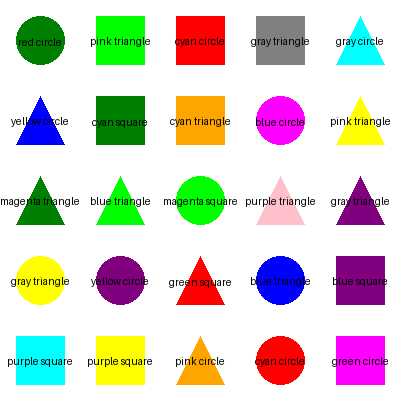 red circle
pink triangle
cyan circle
gray triangle
gray circle
yellow circle
cyan square
cyan triangle
blue circle
pink triangle
magenta triangle
blue triangle
magenta square
purple triangle
gray triangle
gray triangle
yellow circle
green square
blue triangle
blue square
purple square
purple square
pink circle
cyan circle
green circle